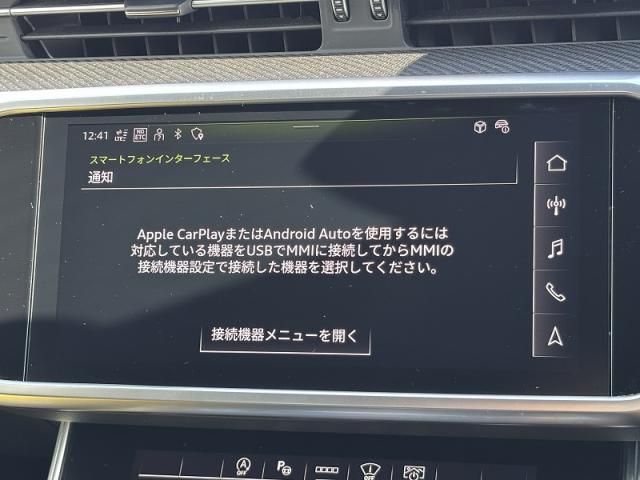 12:41 LTE NO ETC
スマートフォンインターフェース
通知
Apple CarPlayまたはAndroid Autoを使用するには
対応している機器をUSBでMMIに接続してからMMIの
接続機器設定で接続した機器を選択してください。
接続機器メニューを開く
A OFF P OFF